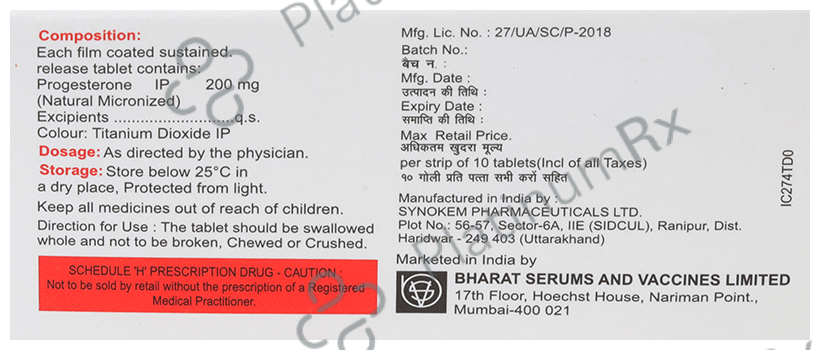 Composition:
Each film coated sustained.
release tablet contains:
Progesterone IP 200 mg
(Natural Micronized)
Excipients ..........................q.s.
Colour: Titanium Dioxide IP
Dosage: As directed by the physician.
Storage: Store below 25°C in
a dry place, Protected from light.
Keep all medicines out of reach of children.
Direction for Use : The tablet should be swallowed
whole and not to be broken, Chewed or Crushed.
SCHEDULE 'H' PRESCRIPTION DRUG - CAUTION :
Not to be sold by retail without the prescription of a Registered
Medical Practitioner.
Mfg. Lic. No. : 27/UA/SC/P-2018
Batch No.:
बैच न. :
Mfg. Date :
उत्पादन की तिथि :
Expiry Date :
समाप्ति की तिथि :
Max Retail Price.
अधिकतम खुदरा मूल्य
per strip of 10 tablets(Incl of all Taxes)
१० गोली प्रति पत्ता सभी करों सहित
Manufactured in India by :
SYNOKEM PHARMACEUTICALS LTD.
Plot No.: 56-57, Sector-6A, IIE (SIDCUL), Ranipur, Dist.
Haridwar - 249 403 (Uttarakhand)
Marketed in India by
BSV
BHARAT SERUMS AND VACCINES LIMITED
17th Floor, Hoechst House, Nariman Point.,
Mumbai-400 021
IC274TD0
PlatinumRx
PlatinumRx